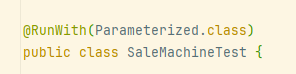 @RunWith(Parameterized.class)
public class SaleMachineTest {